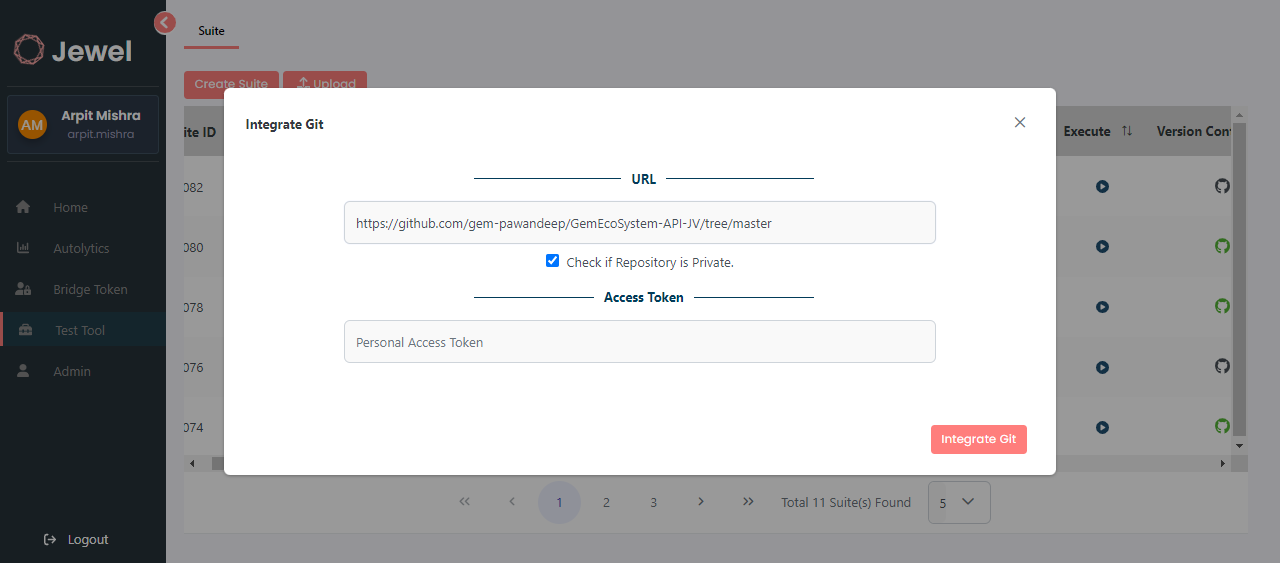 Jewel
AM
Arpit Mishra
arpit.mishra
Home
Autolytics
Bridge Token
Test Tool
Admin
Logout
Suite
Create Suite
Upload
ite ID
Execute
Version Con
082
080
078
076
074
Integrate Git
URL
https://github.com/gem-pawandeep/GemEcoSystem-API-JV/tree/master
Check if Repository is Private.
Access Token
Personal Access Token
Integrate Git
1 2 3 Total 11 Suite(s) Found 5